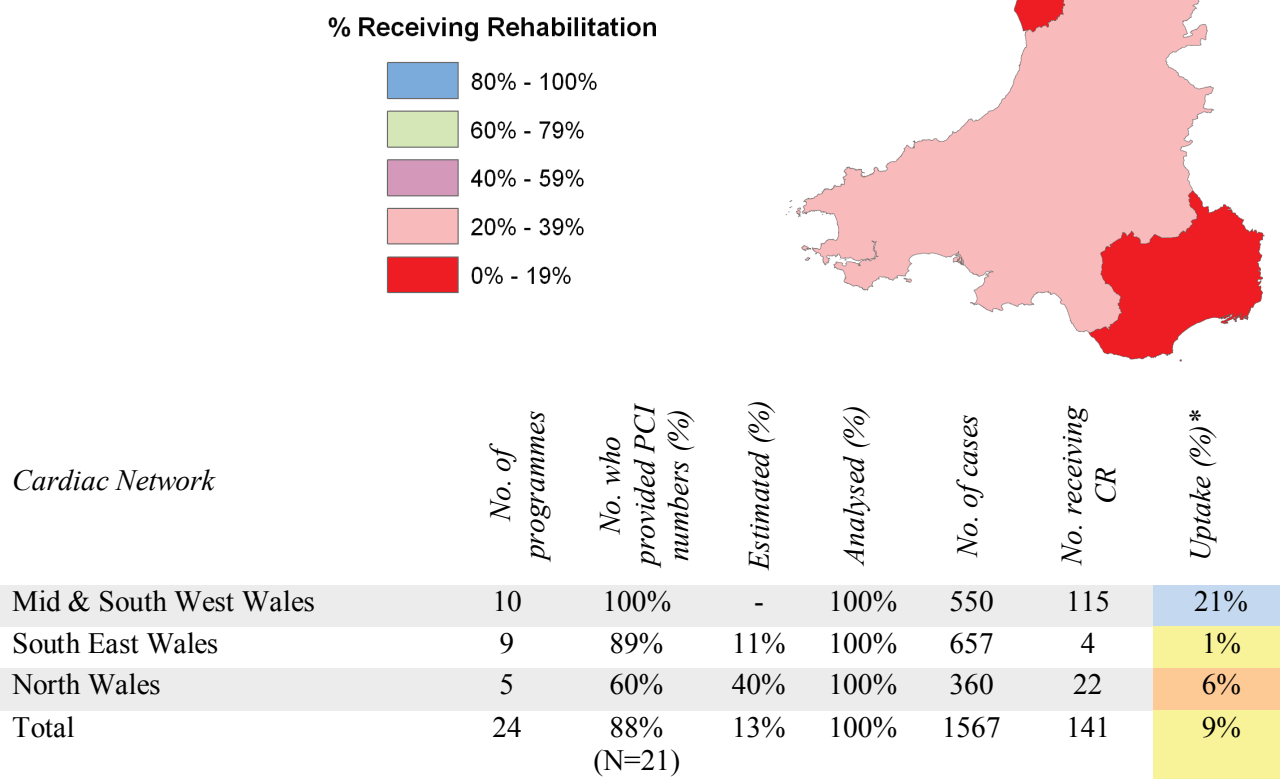 % Receiving Rehabilitation
80% - 100%
60% - 79%
40% - 59%
20% - 39%
0% - 19%
Cardiac Network
No. of
programmes
No. who
provided PCI
numbers (%)
Estimated (%)
Analysed (%)
No. of cases
No. receiving
CR
Uptake (%)*
Mid & South West Wales 10 100% - 100% 550 115 21%
South East Wales 9 89% 11% 100% 657 4 1%
North Wales 5 60% 40% 100% 360 22 6%
Total 24 88% 13% 100% 1567 141 9%
(N=21)